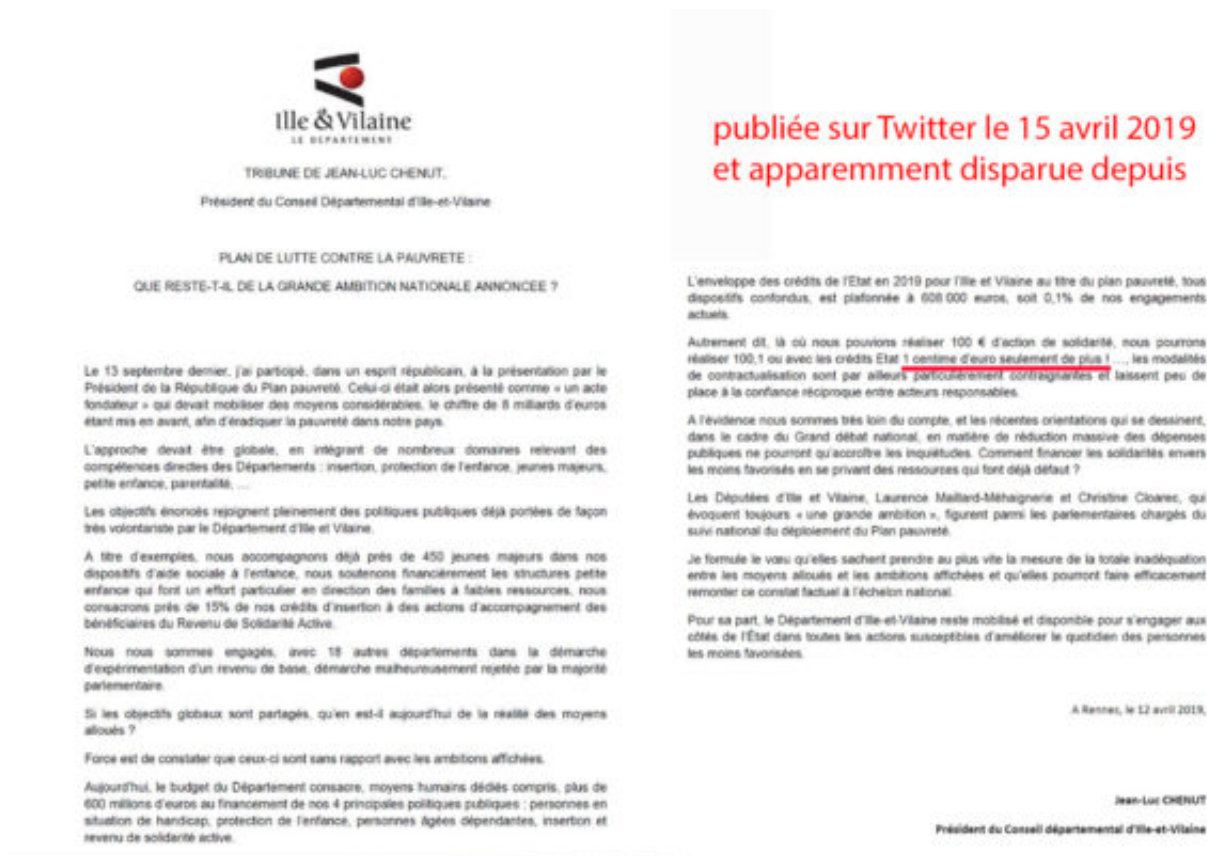 Ille & Vilaine
LE DEPARTEMENT
TRIBUNE DE JEAN-LUC CHENUT,
Président du Conseil Départemental d'Ille-et-Vilaine
PLAN DE LUTTE CONTRE LA PAUVRETE :
QUE RESTE-T-IL DE LA GRANDE AMBITION NATIONALE ANNONCEE ?
Le 13 septembre dernier, j'ai participé, dans un esprit républicain, à la présentation par le
Président de la République du Plan pauvreté. Celui-ci était alors présenté comme « un acte
fondateur » qui devait mobiliser des moyens considérables, le chiffre de 8 milliards d'euros
étant mis en avant, afin d'éradiquer la pauvreté dans notre pays.
L'approche devait être globale, en intégrant de nombreux domaines relevant des
compétences directes des Départements : insertion, protection de l'enfance, jeunes majeurs,
petite enfance, parentalité, ...
Les objectifs énoncés rejoignent pleinement des politiques publiques déjà portées de façon
très volontariste par le Département d'Ille et Vilaine.
A titre d'exemples, nous accompagnons déjà près de 450 jeunes majeurs dans nos
dispositifs d'aide sociale à l'enfance, nous soutenons financièrement les structures petite
enfance qui font un effort particulier en direction des familles à faibles ressources, nous
consacrons près de 15% de nos crédits d'insertion à des actions d'accompagnement des
bénéficiaires du Revenu de Solidarité Active.
Nous nous sommes engagés, avec 18 autres départements dans la démarche
d'expérimentation d'un revenu de base, démarche malheureusement rejetée par la majorité
parlementaire.
Si les objectifs globaux sont partagés, qu'en est-il aujourd'hui de la réalité des moyens
alloués ?
Force est de constater que ceux-ci sont sans rapport avec les ambitions affichées.
Aujourd'hui, le budget du Département consacre, moyens humains dédiés compris, plus de
600 millions d'euros au financement de nos 4 principales politiques publiques : personnes en
situation de handicap, protection de l'enfance, personnes âgées dépendantes, insertion et
revenu de solidarité active.
publiée sur Twitter le 15 avril 2019
et apparemment disparue depuis
L'enveloppe des crédits de l'Etat en 2019 pour l'Ille et Vilaine au titre du plan pauvreté, tous
dispositifs confondus, est plafonnée à 608 000 euros, soit 0,1% de nos engagements
actuels.
Autrement dit, là où nous pouvions réaliser 100 € d'action de solidarité, nous pourrons
réaliser 100,1 ou avec les crédits Etat 1 centime d'euro seulement de plus ! ..., les modalités
de contractualisation sont par ailleurs particulièrement contraignantes et laissent peu de
place à la confiance réciproque entre acteurs responsables.
A l'évidence nous sommes très loin du compte, et les récentes orientations qui se dessinent,
dans le cadre du Grand débat national, en matière de réduction massive des dépenses
publiques ne pourront qu'accroître les inquiétudes. Comment financer les solidarités envers
les moins favorisés en se privant des ressources qui font déjà défaut ?
Les Députées d'Ille et Vilaine, Laurence Maillard-Méhaignerie et Christine Cloarec, qui
évoquent toujours « une grande ambition », figurent parmi les parlementaires chargés du
suivi national du déploiement du Plan pauvreté.
Je formule le vœu qu'elles sachent prendre au plus vite la mesure de la totale inadéquation
entre les moyens alloués et les ambitions affichées et qu'elles pourront faire efficacement
remonter ce constat factuel à l'échelon national.
Pour sa part, le Département d'Ille-et-Vilaine reste mobilisé et disponible pour s'engager aux
côtés de l'État dans toutes les actions susceptibles d'améliorer le quotidien des personnes
les moins favorisées.
A Rennes, le 12 avril 2019,
Jean-Luc CHENUT
Président du Conseil départemental d'Ille-et-Vilaine